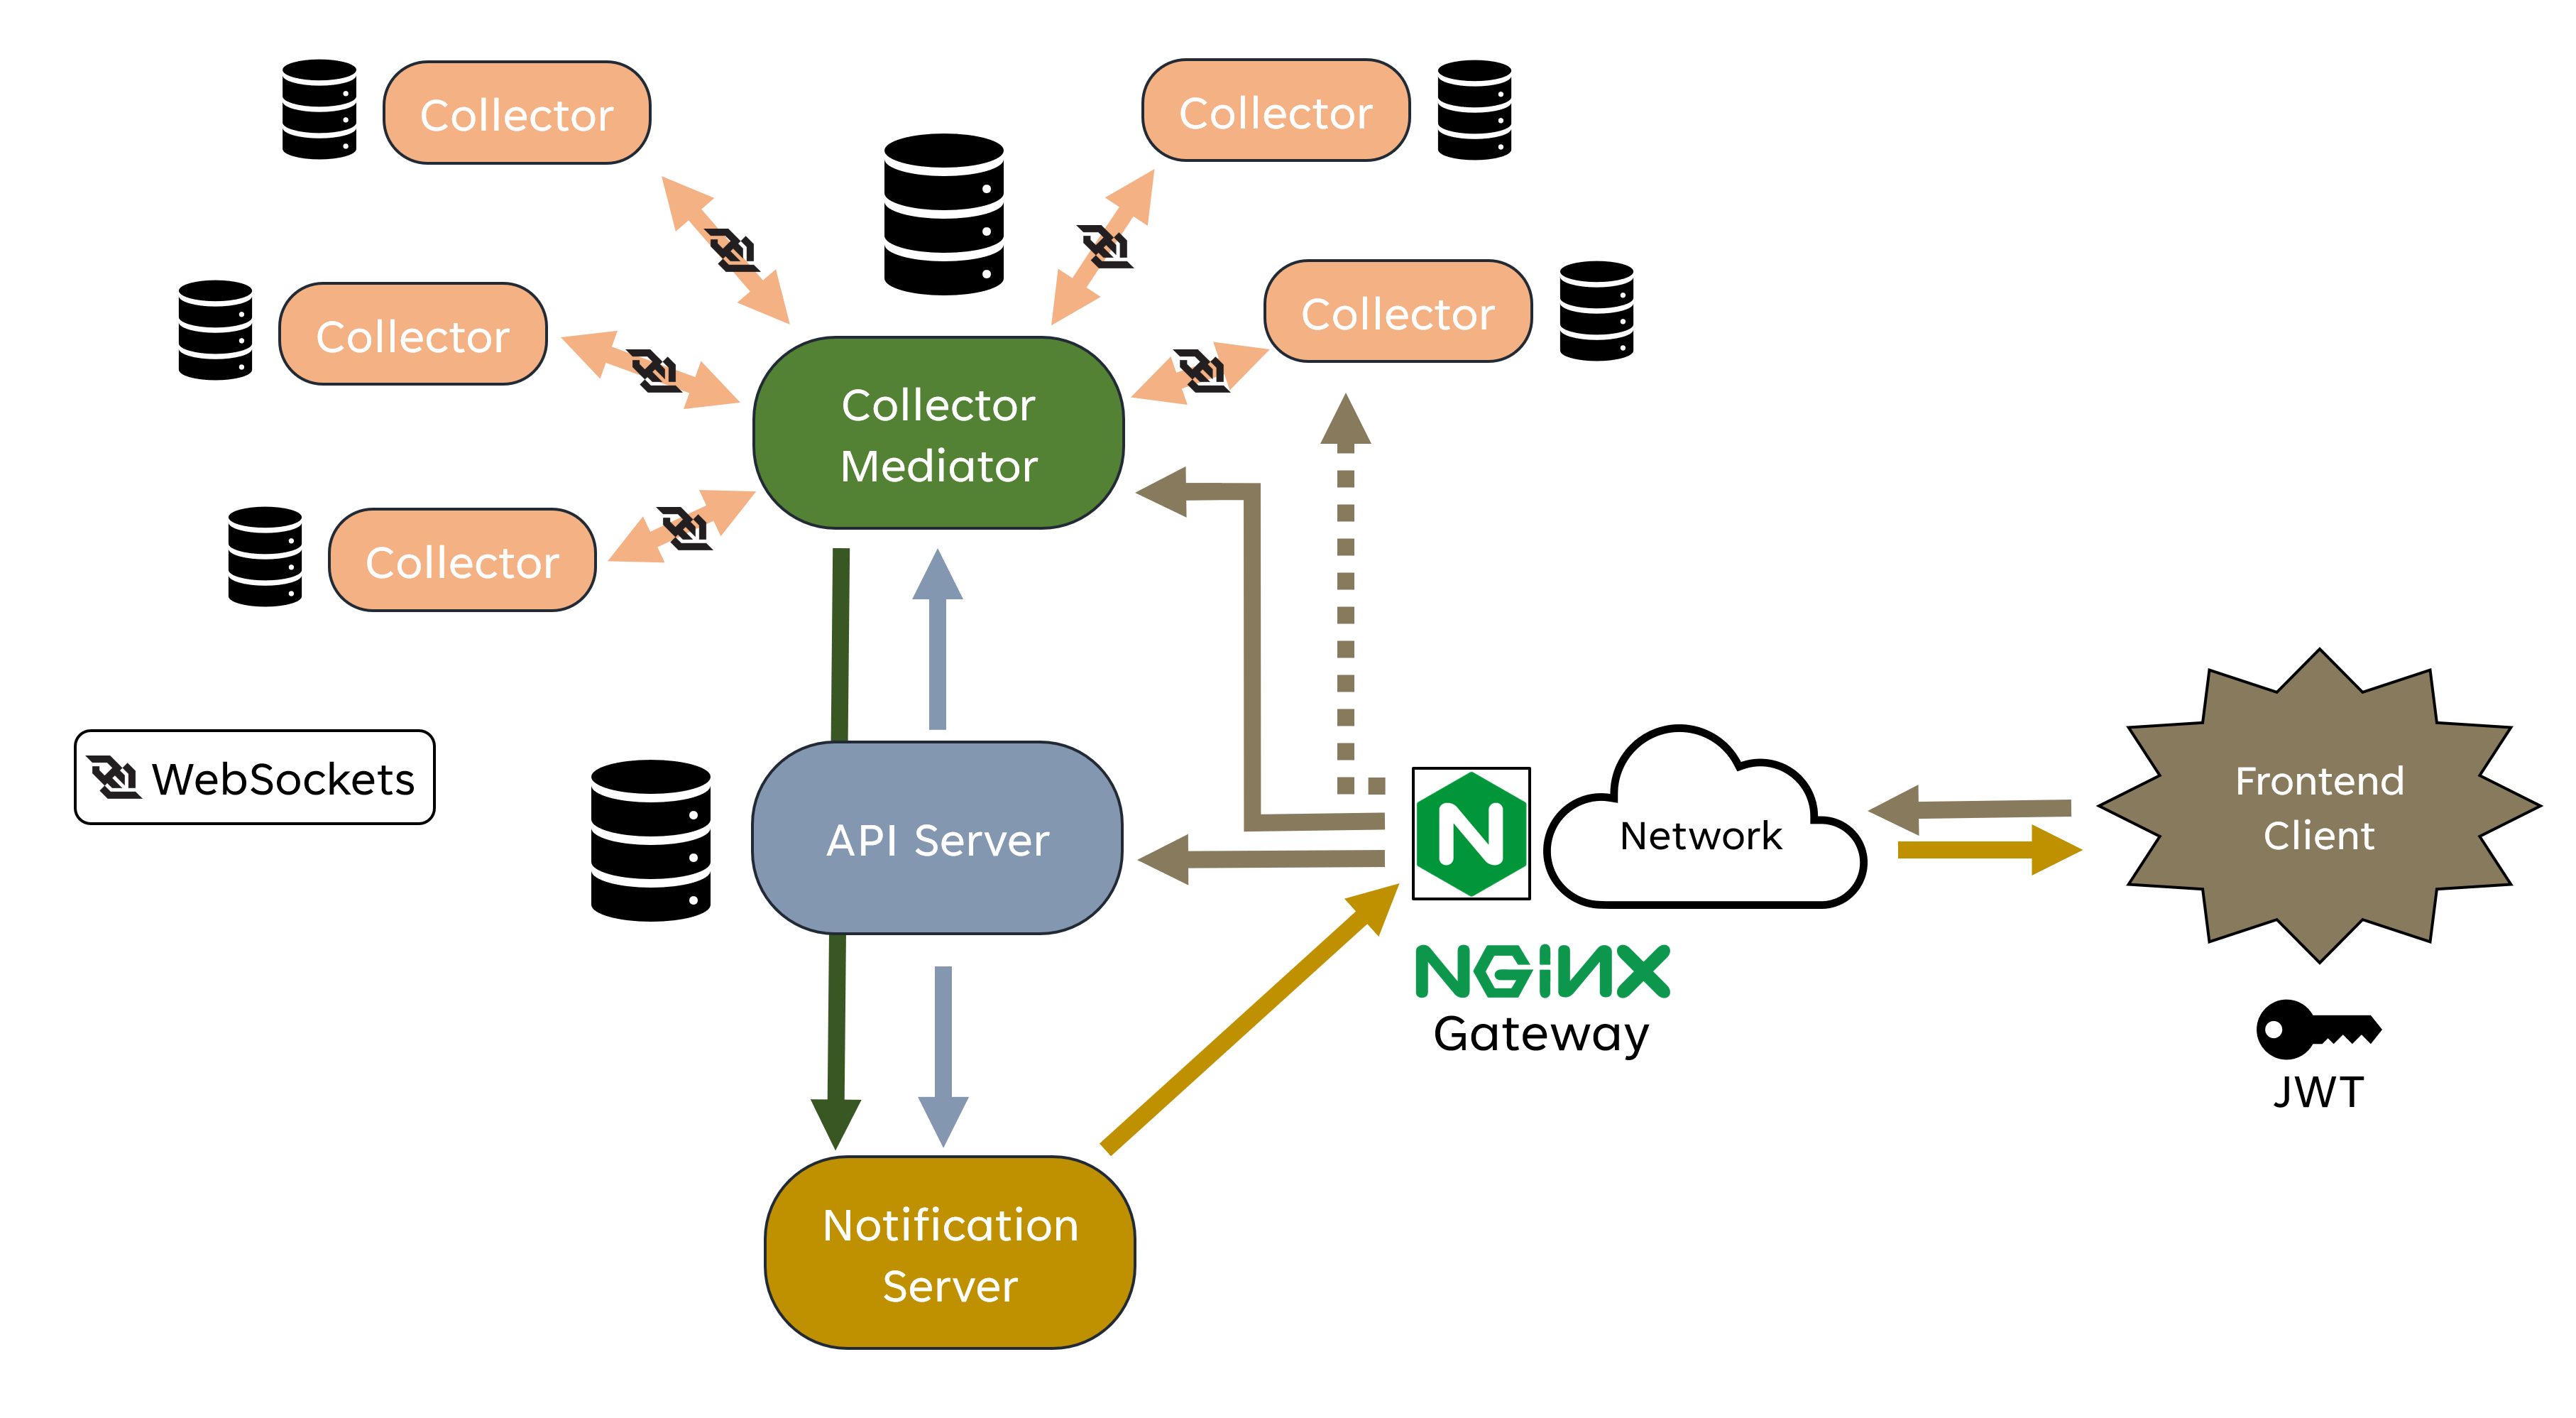 Collector
Collector
Collector
Collector
Collector
Collector
Mediator
WebSockets
API Server
N
Network
Frontend
Client
NGINX
Gateway
JWT
Notification
Server